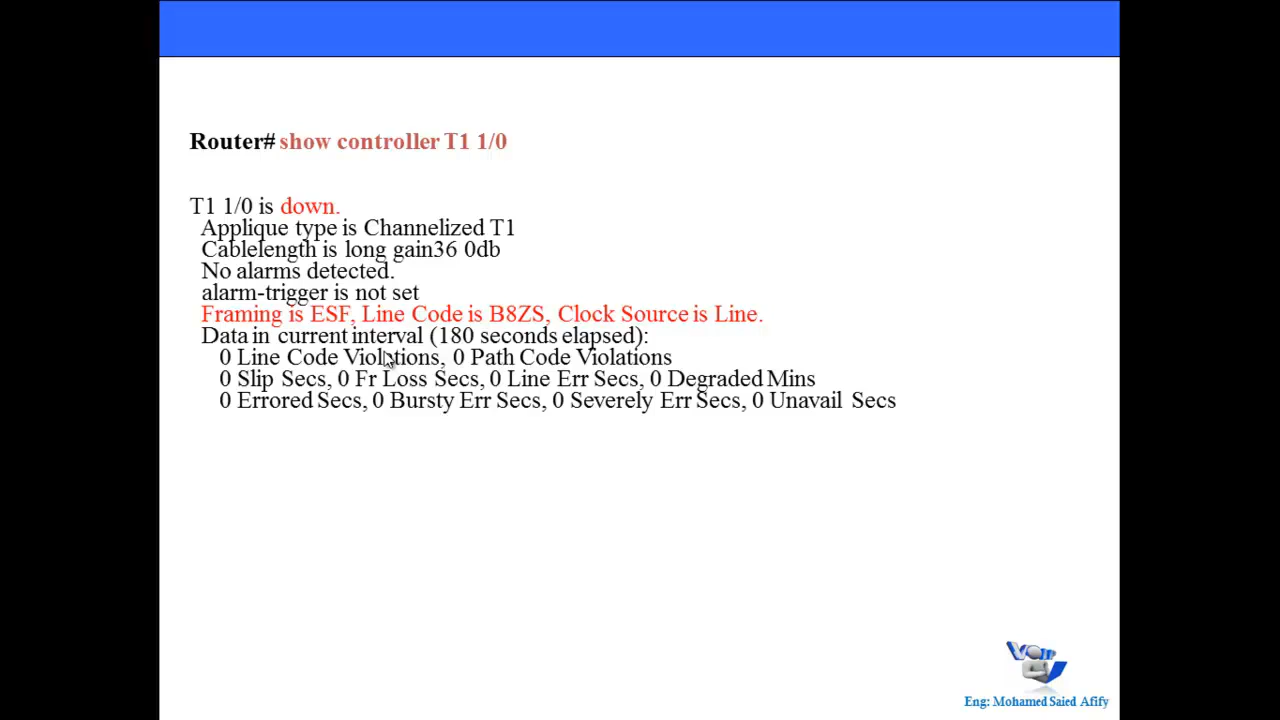 Router# show controller T1 1/0
T1 1/0 is down.
Applique type is Channelized T1
Cablelength is long gain36 0db
No alarms detected.
alarm-trigger is not set
Framing is ESF, Line Code is B8ZS, Clock Source is Line.
Data in current interval (180 seconds elapsed):
0 Line Code Violations, 0 Path Code Violations
0 Slip Secs, 0 Fr Loss Secs, 0 Line Err Secs, 0 Degraded Mins
0 Errored Secs, 0 Bursty Err Secs, 0 Severely Err Secs, 0 Unavail Secs
Eng: Mohamed Saied Afify